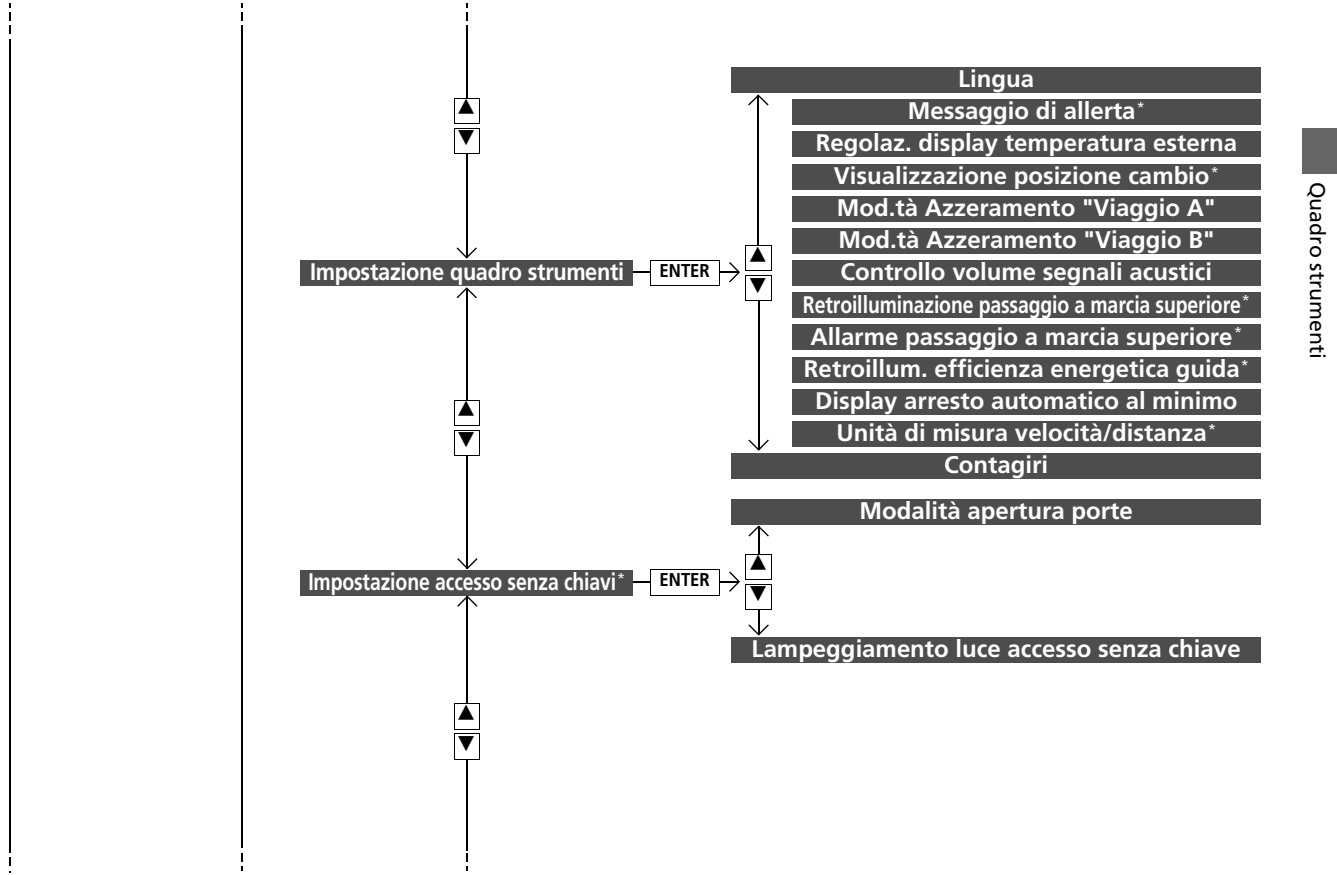 Lingua
Messaggio di allerta*
Regolaz. display temperatura esterna
Visualizzazione posizione cambio*
Mod.tà Azzeramento "Viaggio A"
Mod.tà Azzeramento "Viaggio B"
Impostazione quadro strumenti
ENTER
Controllo volume segnali acustici
Retroilluminazione passaggio a marcia superiore*
Allarme passaggio a marcia superiore*
Retroillum. efficienza energetica guida*
Display arresto automatico al minimo
Unità di misura velocità/distanza*
Contagiri
Modalità apertura porte
Impostazione accesso senza chiavi*
ENTER
Lampeggiamento luce accesso senza chiave
Quadro strumenti